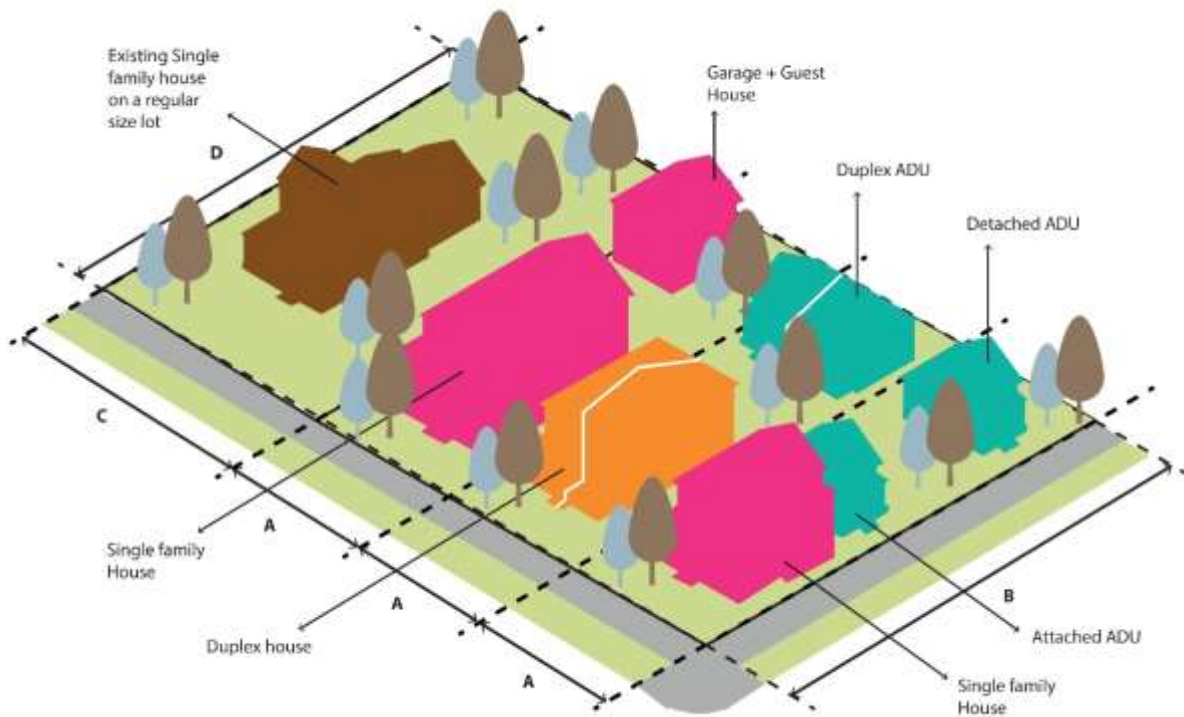 Existing Single
family house
on a regular
size lot
Garage + Guest
House
Duplex ADU
Detached ADU
D
C
A
Single family
House
A
B
Duplex house
Attached ADU
A
Single family
House